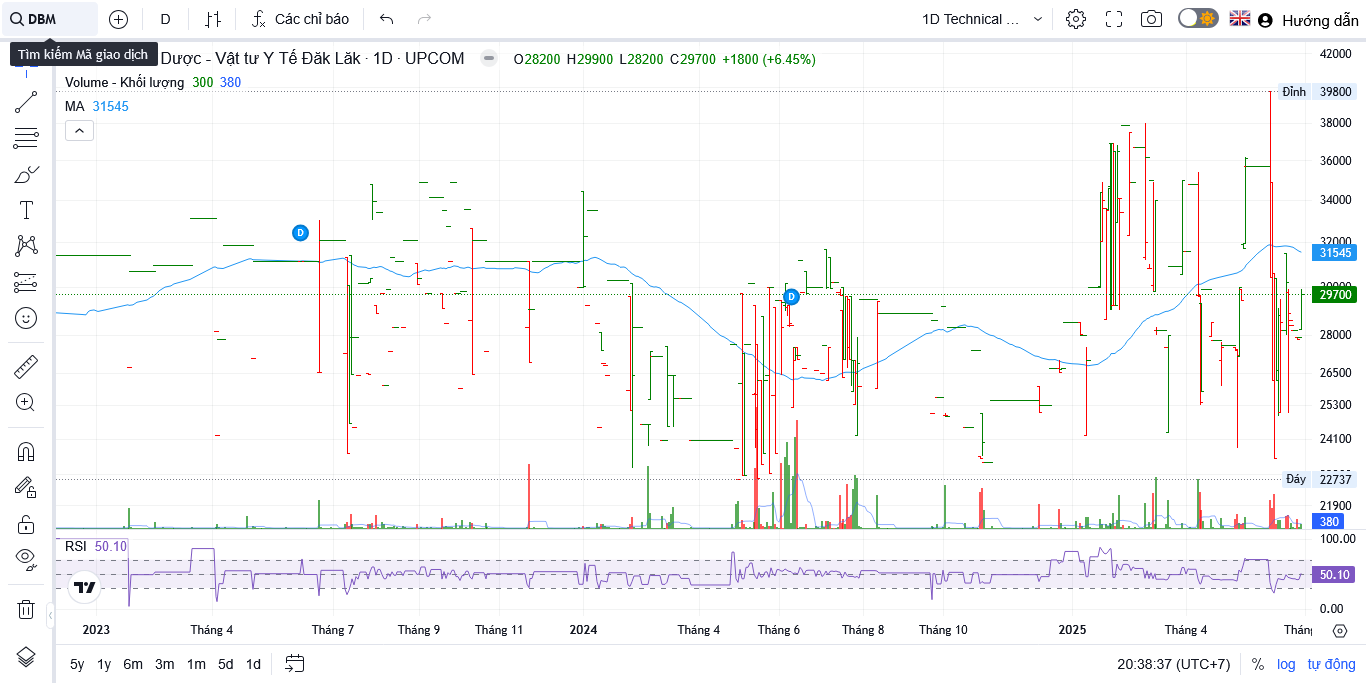 DBM D Các chỉ báo 1D Technical ... Hướng dẫn
Tìm kiếm Mã giao dịch
Dược - Vật tư Y Tế Đăk Lăk · 1D · UPCOM O28200 H29900 L28200 C29700 +1800 (+6.45%)
Volume - Khối lượng 300 380
MA 31545
42000
Đỉnh 39800
38000
36000
34000
32000
31545
D
D
29700
28000
26500
25300
24100
Đáy 22737
21900
380
RSI 50.10
100.00
50.10
0.00
2023 Tháng 4 Tháng 7 Tháng 9 Tháng 11 2024 Tháng 4 Tháng 6 Tháng 8 Tháng 10 2025 Tháng 4
5y 1y 6m 3m 1m 5d 1d 20:38:37 (UTC+7) % log tự động